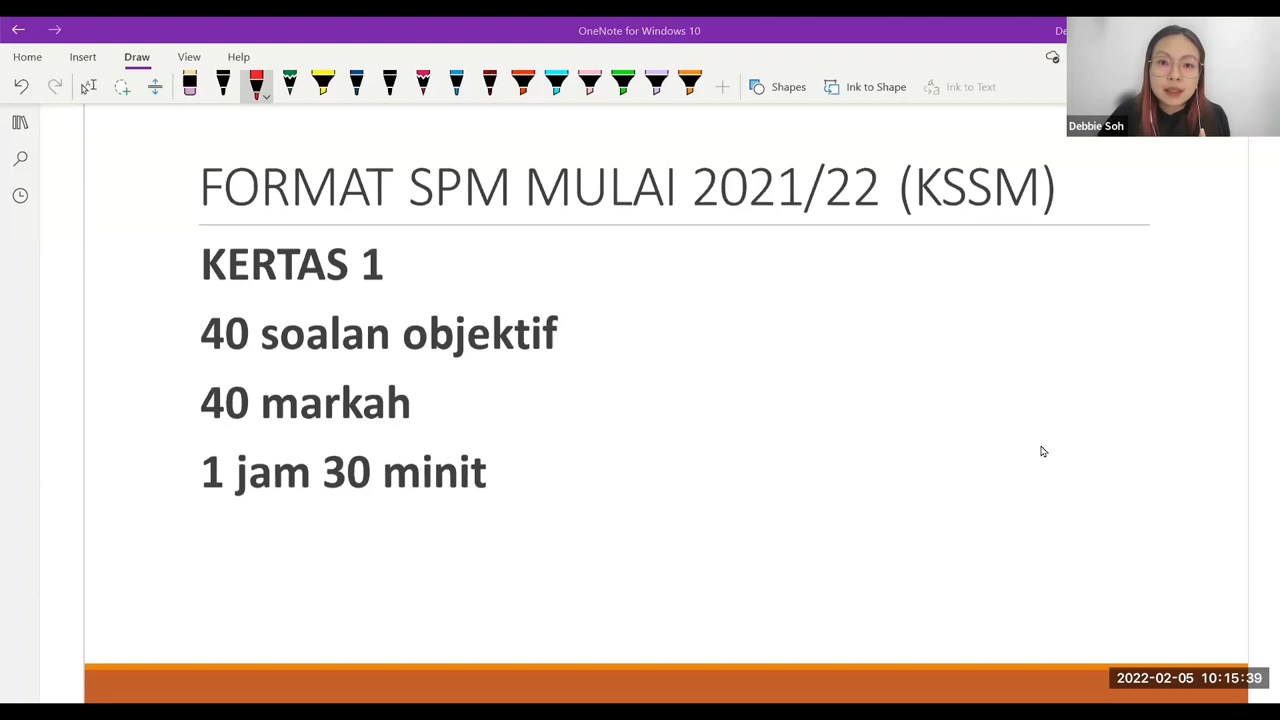 OneNote for Windows 10
De
Home Insert Draw View Help
Shapes Ink to Shape Ink to Text
Debbie Soh
FORMAT SPM MULAI 2021/22 (KSSM)
KERTAS 1
40 soalan objektif
40 markah
1 jam 30 minit
2022-02-05 10:15:39